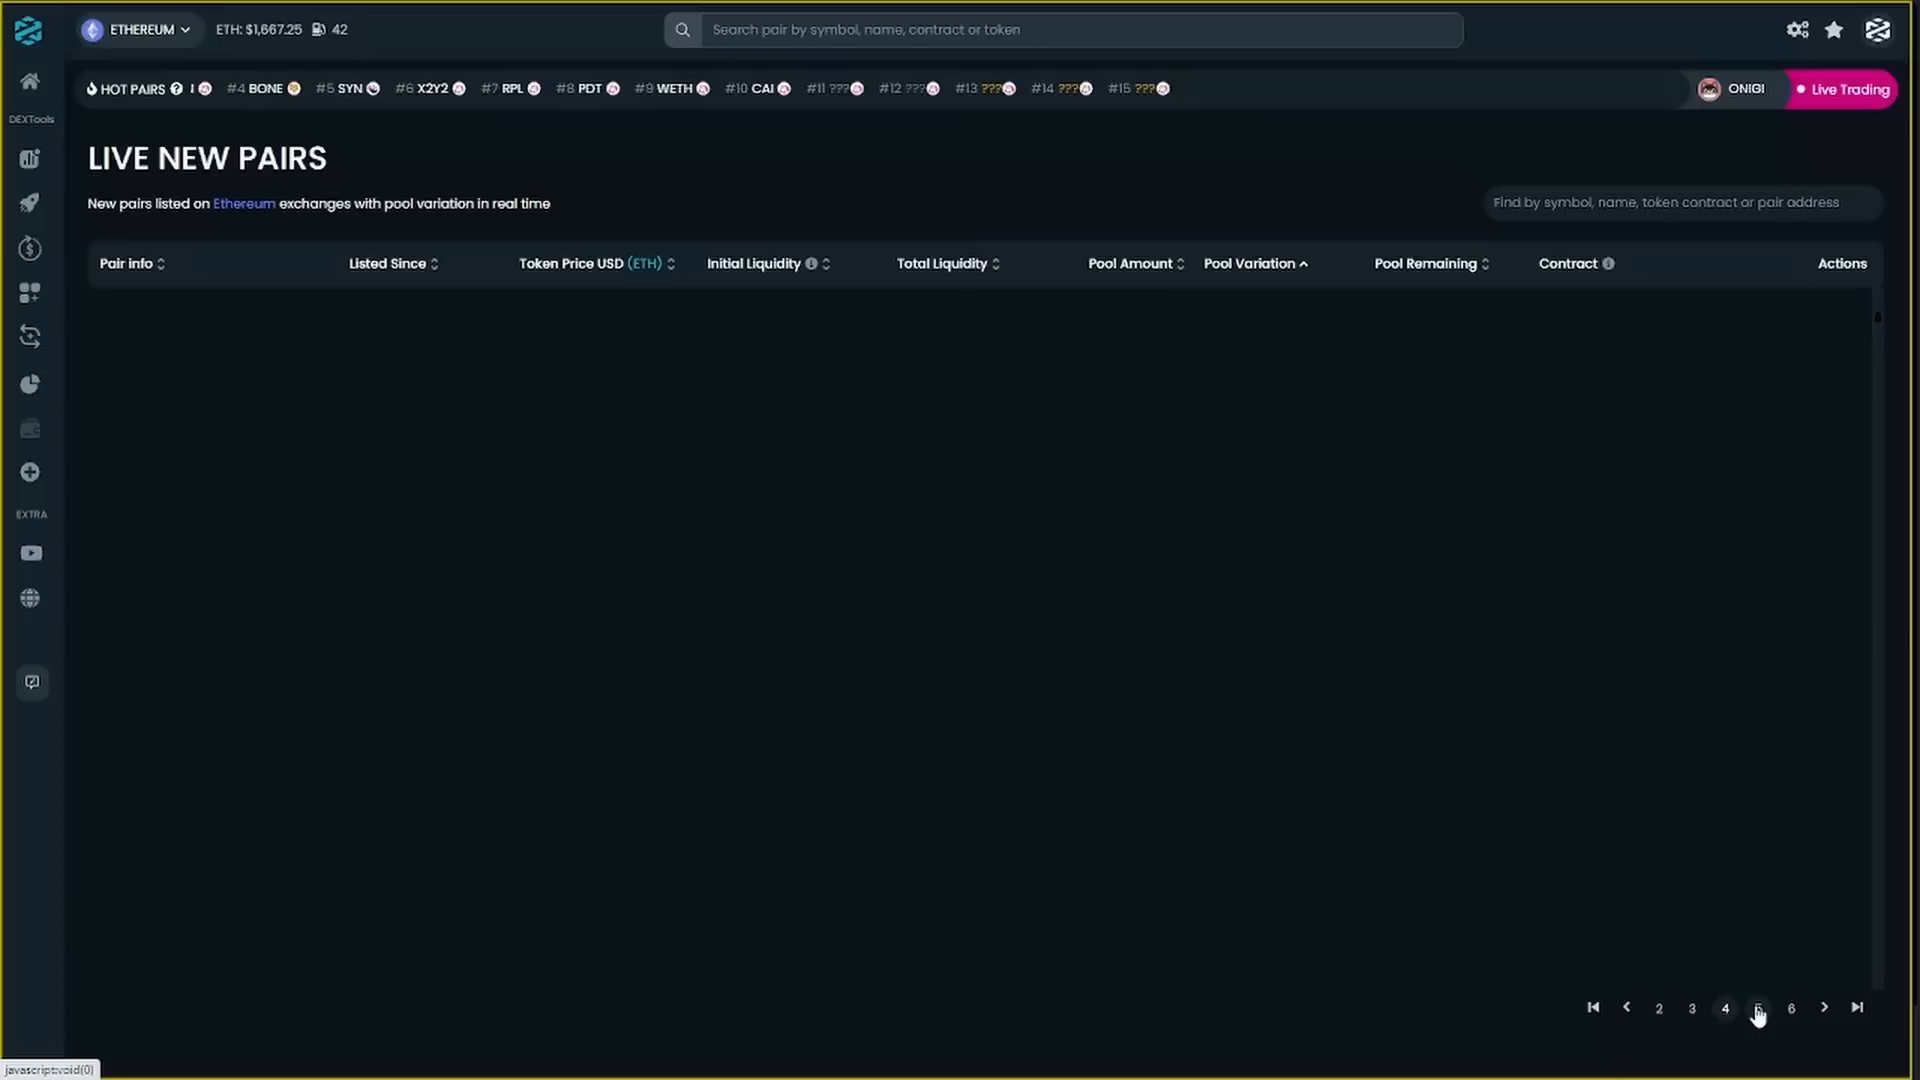 ETHEREUM ETH: $1,667.25 42 Search pair by symbol, name, contract or token
HOT PAIRS #4 BONE #5 SYN #6 X2Y2 #7 RPL #8 PDT #9 WETH #10 CAI #11 ??? #12 ??? #13 ??? #14 ??? #15 ??? ONIGI Live Trading
DEXTools
LIVE NEW PAIRS
New pairs listed on Ethereum exchanges with pool variation in real time
Find by symbol, name, token contract or pair address
Pair info Listed Since Token Price USD (ETH) Initial Liquidity Total Liquidity Pool Amount Pool Variation Pool Remaining Contract Actions
EXTRA
2 3 4 5 6
javascript:void(0)